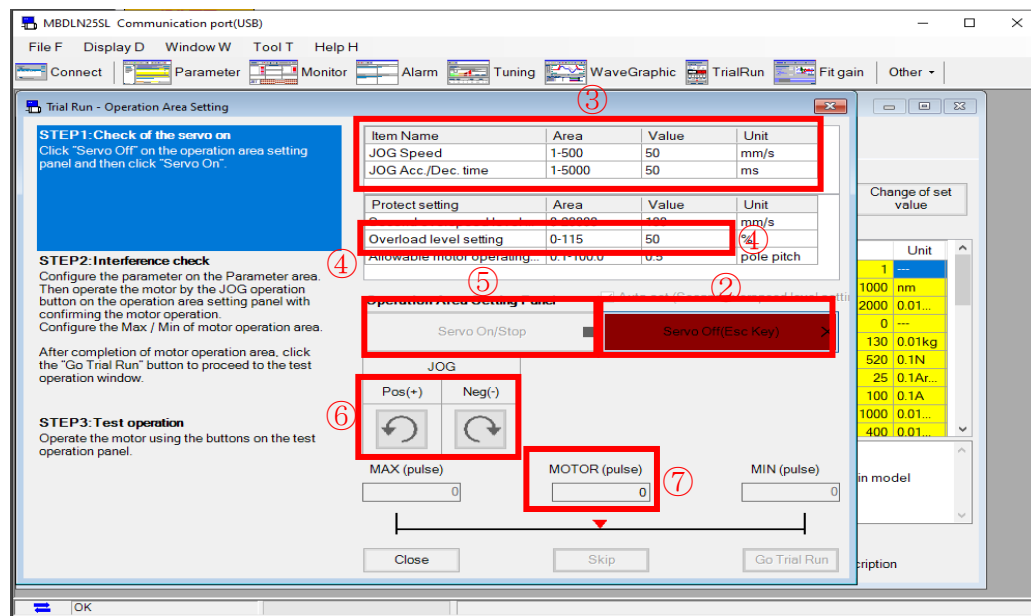 MBDLN25SL Communication port(USB)
File F Display D Window W Tool T Help H
Connect Parameter Monitor Alarm Tuning WaveGraphic TrialRun Fit gain Other
③
Trial Run - Operation Area Setting
STEP1:Check of the servo on
Click "Servo Off" on the operation area setting
panel and then click "Servo On".
STEP2:Interference check
Configure the parameter on the Parameter area.
Then operate the motor by the JOG operation
button on the operation area setting panel with
confirming the motor operation.
Configure the Max / Min of motor operation area.
After completion of motor operation area, click
the "Go Trial Run" button to proceed to the test
operation window.
STEP3:Test operation
Operate the motor using the buttons on the test
operation panel.
Item Name Area Value Unit
JOG Speed 1-500 50 mm/s
JOG Acc./Dec. time 1-5000 50 ms
Protect setting Area Value Unit
mm/s
Overload level setting 0-115 50 % ④
④ Allowable motor operating... 0.1-100.0 0.5 pole pitch
⑤ ②
Operation Area Setting Panel
Servo On/Stop Servo Off(Esc Key)
JOG
Pos(+) Neg(-)
⑥
MAX (pulse) MOTOR (pulse) MIN (pulse)
⑦
0 0 0
Close Skip Go Trial Run
Change of set
value
Unit
1 ---
1000 nm
2000 0.01...
0 ---
130 0.01kg
520 0.1N
25 0.1Ar...
100 0.1A
1000 0.01...
400 0.01...
in model
cription
OK